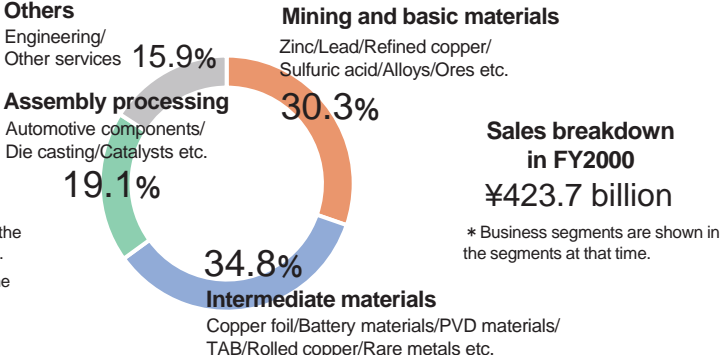 Others
Engineering/
Other services
15.9%
Mining and basic materials
Zinc/Lead/Refined copper/
Sulfuric acid/Alloys/Ores etc.
30.3%
Assembly processing
Automotive components/
Die casting/Catalysts etc.
19.1%
34.8%
Intermediate materials
Copper foil/Battery materials/PVD materials/
TAB/Rolled copper/Rare metals etc.
Sales breakdown
in FY2000
¥423.7 billion
* Business segments are shown in
the segments at that time.
the